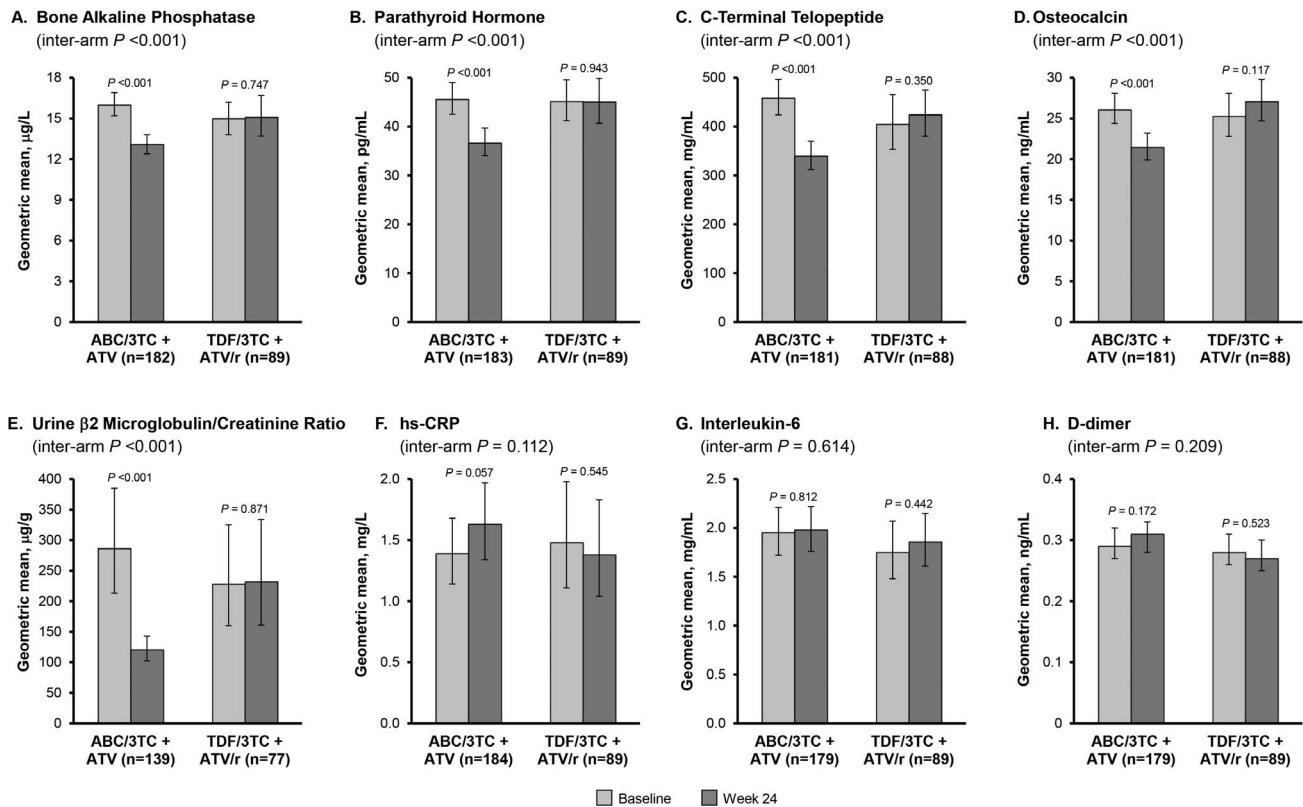 A. Bone Alkaline Phosphatase
(inter-arm P <0.001)
Geometric mean, µg/L
18
15
12
9
6
3
0
P <0.001
P = 0.747
ABC/3TC +
ATV (n=182)
TDF/3TC +
ATV/r (n=89)
B. Parathyroid Hormone
(inter-arm P <0.001)
Geometric mean, pg/mL
50
40
30
20
10
0
P <0.001
P = 0.943
ABC/3TC +
ATV (n=183)
TDF/3TC +
ATV/r (n=89)
C. C-Terminal Telopeptide
(inter-arm P <0.001)
Geometric mean, mg/mL
500
400
300
200
100
0
P <0.001
P = 0.350
ABC/3TC +
ATV (n=181)
TDF/3TC +
ATV/r (n=88)
D. Osteocalcin
(inter-arm P <0.001)
Geometric mean, ng/mL
30
25
20
15
10
5
0
P <0.001
P = 0.117
ABC/3TC +
ATV (n=181)
TDF/3TC +
ATV/r (n=88)
E. Urine β2 Microglobulin/Creatinine Ratio
(inter-arm P <0.001)
Geometric mean, µg/g
400
350
300
250
200
150
100
50
0
P <0.001
P = 0.871
ABC/3TC +
ATV (n=139)
TDF/3TC +
ATV/r (n=77)
F. hs-CRP
(inter-arm P = 0.112)
Geometric mean, mg/L
2.0
1.5
1.0
0.5
0.0
P = 0.057
P = 0.545
ABC/3TC +
ATV (n=184)
TDF/3TC +
ATV/r (n=89)
G. Interleukin-6
(inter-arm P = 0.614)
Geometric mean, mg/mL
2.5
2.0
1.5
1.0
0.5
0.0
P = 0.812
P = 0.442
ABC/3TC +
ATV (n=179)
TDF/3TC +
ATV/r (n=89)
H. D-dimer
(inter-arm P = 0.209)
Geometric mean, ng/mL
0.4
0.3
0.2
0.1
0
P = 0.172
P = 0.523
ABC/3TC +
ATV (n=179)
TDF/3TC +
ATV/r (n=89)
Baseline
Week 24